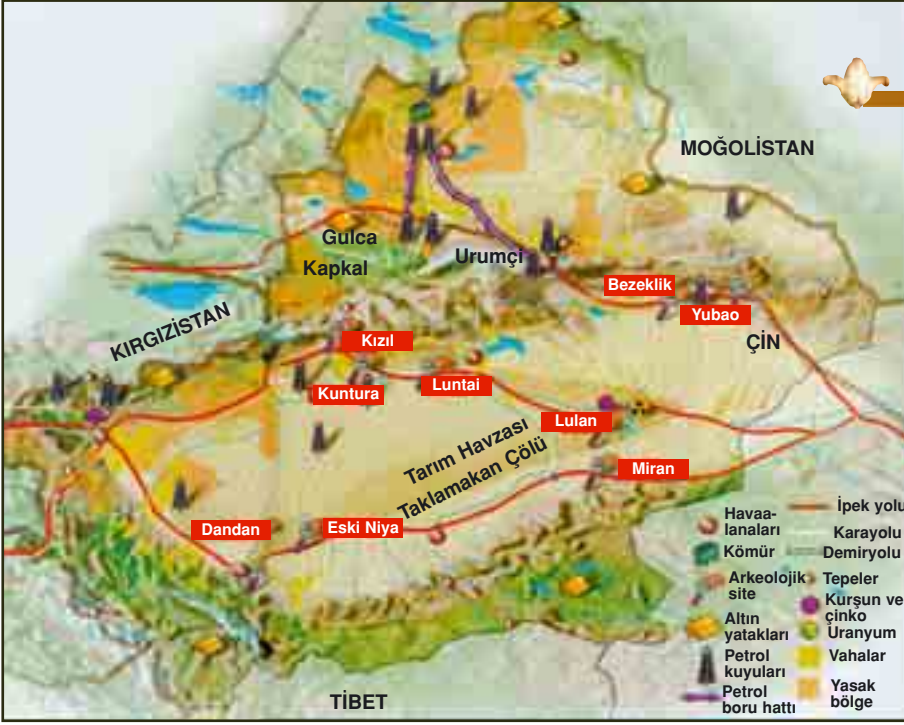 MOĞOLİSTAN
Gulca
Kapkal
Urumçi
Bezeklik
Yubao
ÇİN
KIRGIZİSTAN
Kızıl
Kuntura
Luntai
Lulan
Tarım Havzası
Taklamakan Çölü
Miran
Dandan
Eski Niya
TİBET
Havaa-
lanaları
Kömür
Arkeolojik
site
Altın
yatakları
Petrol
kuyuları
Petrol
boru hattı
İpek yolu
Karayolu
Demiryolu
Tepeler
Kurşun ve
çinko
Uranyum
Vahalar
Yasak
bölge